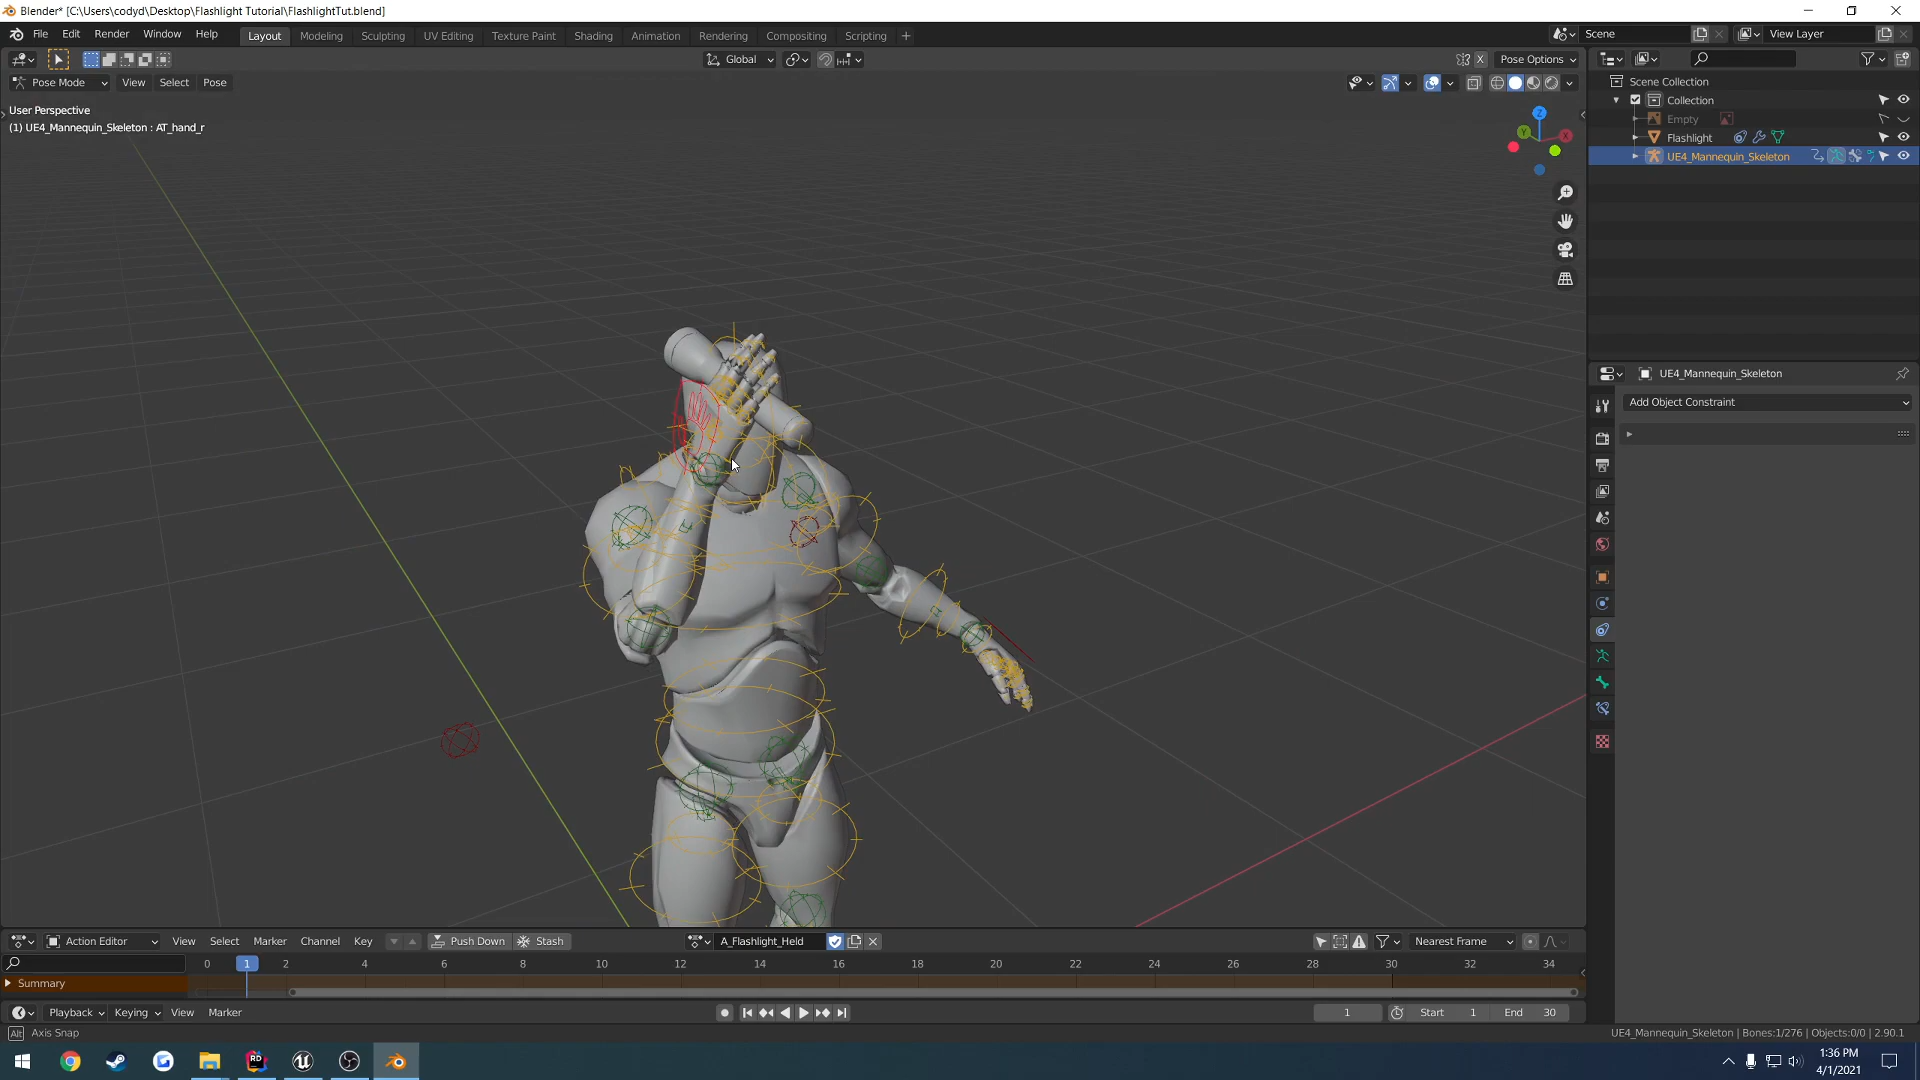 Blender* [C:\Users\codyd\Desktop\Flashlight Tutorial\FlashlightTut.blend]
File Edit Render Window Help Layout Modeling Sculpting UV Editing Texture Paint Shading Animation Rendering Compositing Scripting + Scene View Layer
Global X Pose Options
Pose Mode View Select Pose
User Perspective
(1) UE4_Mannequin_Skeleton : AT_hand_r
Z
Y
X
Scene Collection
Collection
Empty
Flashlight
UE4_Mannequin_Skeleton
UE4_Mannequin_Skeleton
Add Object Constraint
Action Editor View Select Marker Channel Key Push Down Stash A_Flashlight_Held Nearest Frame
0 1 2 4 6 8 10 12 14 16 18 20 22 24 26 28 30 32 34
Summary
Playback Keying View Marker 1 Start 1 End 30
Alt Axis Snap
UE4_Mannequin_Skeleton | Bones:1/276 | Objects:0/0 | 2.90.1
RD
1:36 PM
4/1/2021